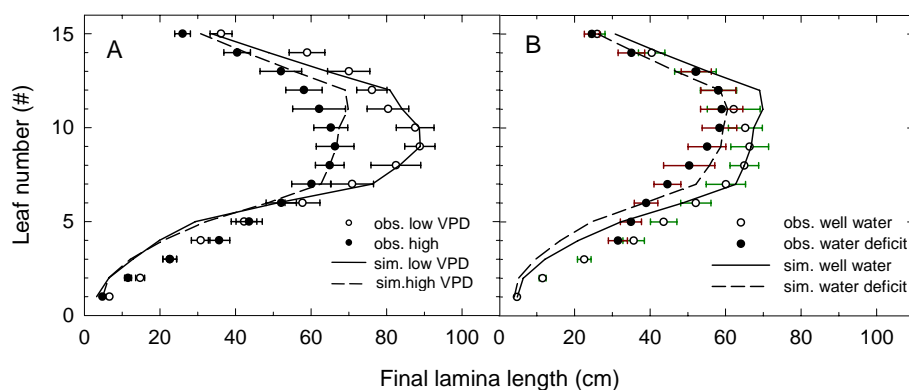 A
B
Leaf number (#)
15
10
5
0
obs. low VPD
obs. high
sim. low VPD
sim.high VPD
obs. well water
obs. water deficit
sim. well water
sim. water deficit
0 20 40 60 80 100
0 20 40 60 80 100
Final lamina length (cm)